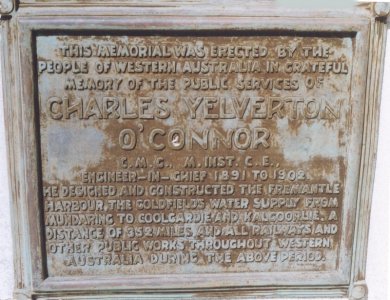 THIS MEMORIAL WAS ERECTED BY THE
PEOPLE OF WESTERN AUSTRALIA IN GRATEFUL
MEMORY OF THE PUBLIC SERVICES OF
CHARLES YELVERTON
O'CONNOR
C.M.G., M.INST.C.E.,
ENGINEER-IN-CHIEF 1891 TO 1902.
HE DESIGNED AND CONSTRUCTED THE FREMANTLE
HARBOUR, THE GOLDFIELDS WATER SUPPLY FROM
MUNDARING TO COOLGARDIE AND KALGOORLIE, A
DISTANCE OF 352 MILES, AND ALL RAILWAYS AND
OTHER PUBLIC WORKS THROUGHOUT WESTERN
AUSTRALIA DURING THE ABOVE PERIOD.